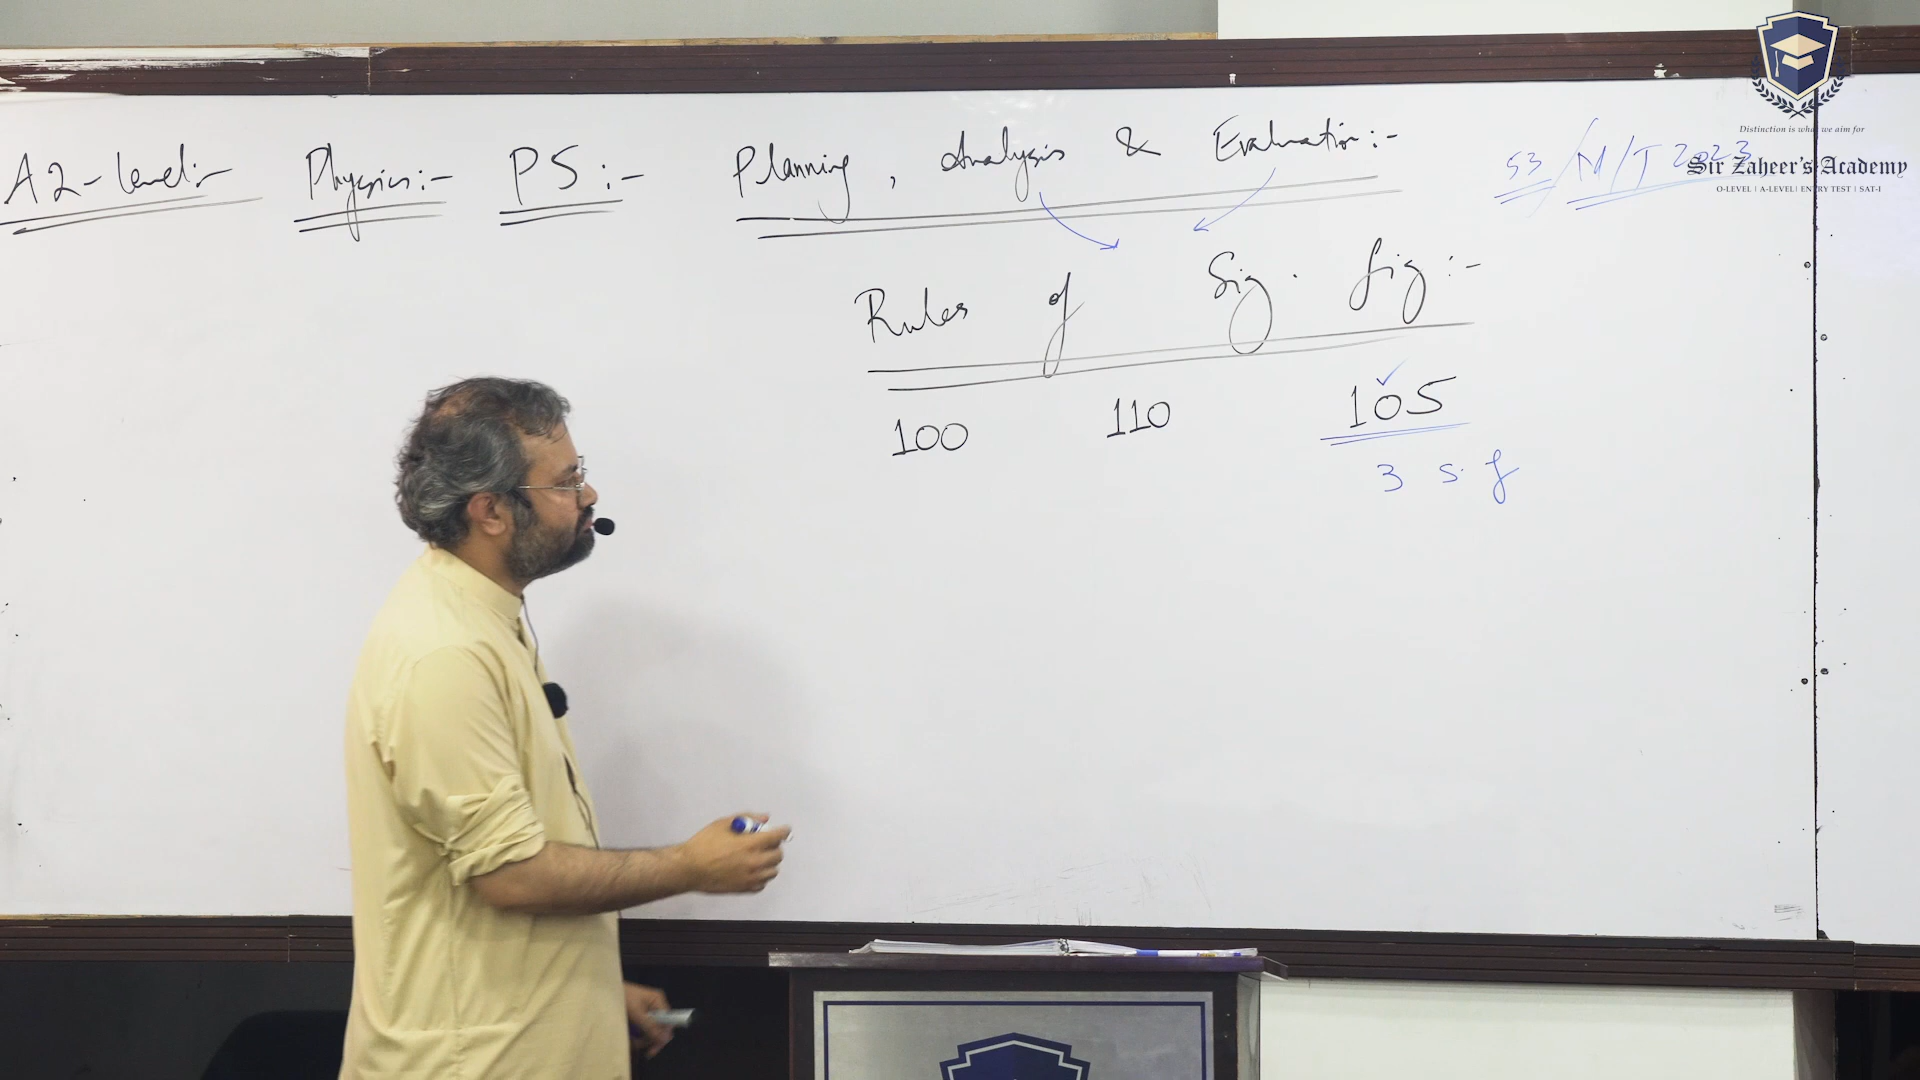 A2-level:- Physics:- P5:- Planning, Analysis & Evaluation:- 53/M/T 2023
Distinction is what we aim for
Sir Zaheer's Academy
O-LEVEL | A-LEVEL | ENTRY TEST | SAT-I
Rules of Sig. fig:-
100 110 105
3 s.f